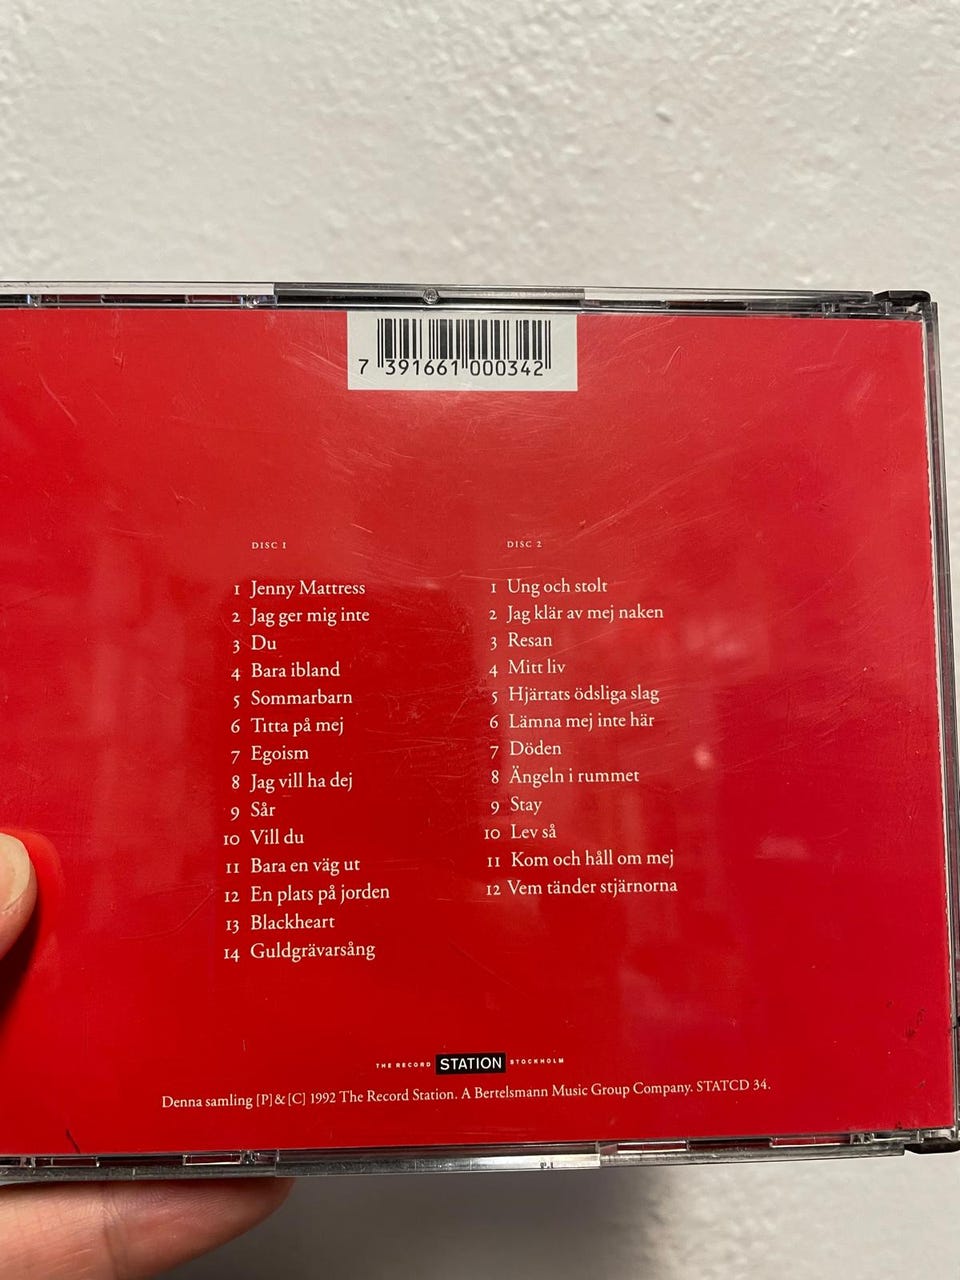 7 391661 000342
DISC 1
1 Jenny Mattress
2 Jag ger mig inte
3 Du
4 Bara ibland
5 Sommarbarn
6 Titta på mej
7 Egoism
8 Jag vill ha dej
9 Sår
10 Vill du
11 Bara en väg ut
12 En plats på jorden
13 Blackheart
14 Guldgrävarsång
DISC 2
1 Ung och stolt
2 Jag klär av mej naken
3 Resan
4 Mitt liv
5 Hjärtats ödsliga slag
6 Lämna mej inte här
7 Döden
8 Ängeln i rummet
9 Stay
10 Lev så
11 Kom och håll om mej
12 Vem tänder stjärnorna
THE RECORD STATION STOCKHOLM
Denna samling [P]&[C] 1992 The Record Station. A Bertelsmann Music Group Company. STATCD 34.